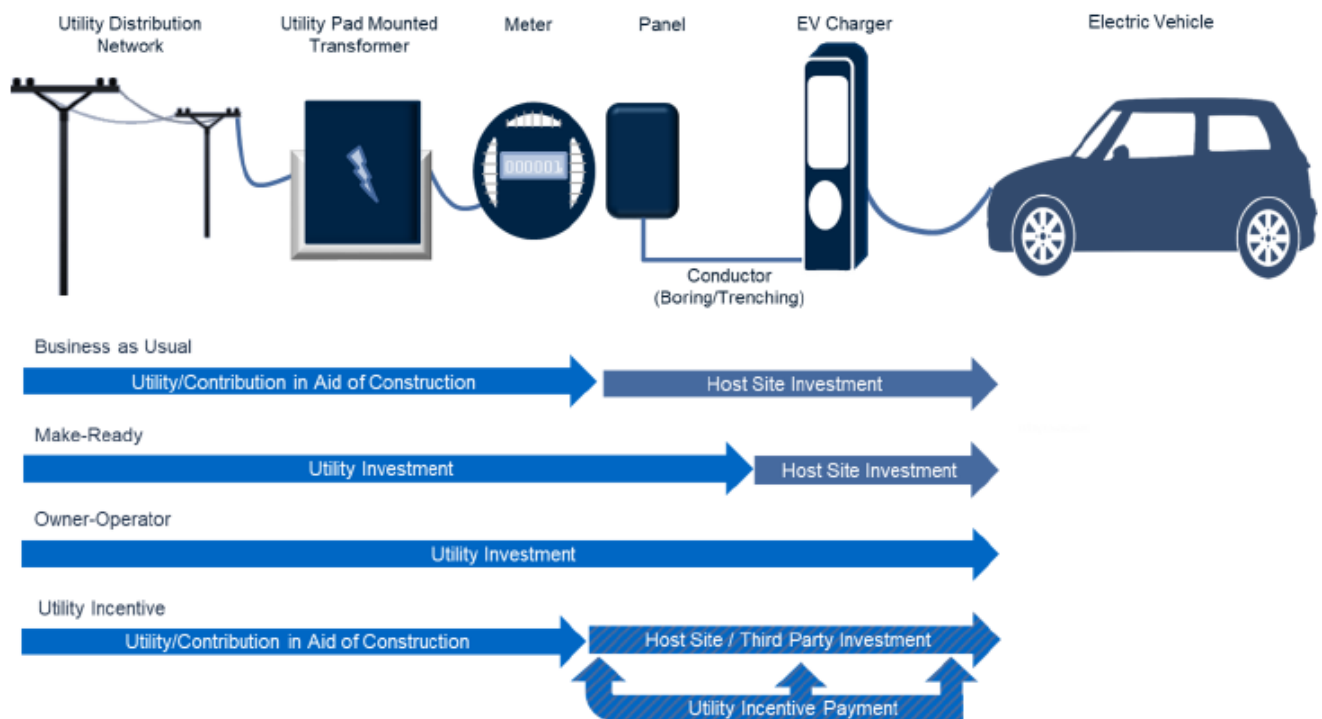 Utility Distribution
Network
Utility Pad Mounted
Transformer
Meter
Panel
EV Charger
Electric Vehicle
000001
Conductor
(Boring/Trenching)
Business as Usual
Utility/Contribution in Aid of Construction
Host Site Investment
Make-Ready
Utility Investment
Host Site Investment
Owner-Operator
Utility Investment
Utility Incentive
Utility/Contribution in Aid of Construction
Host Site / Third Party Investment
Utility Incentive Payment